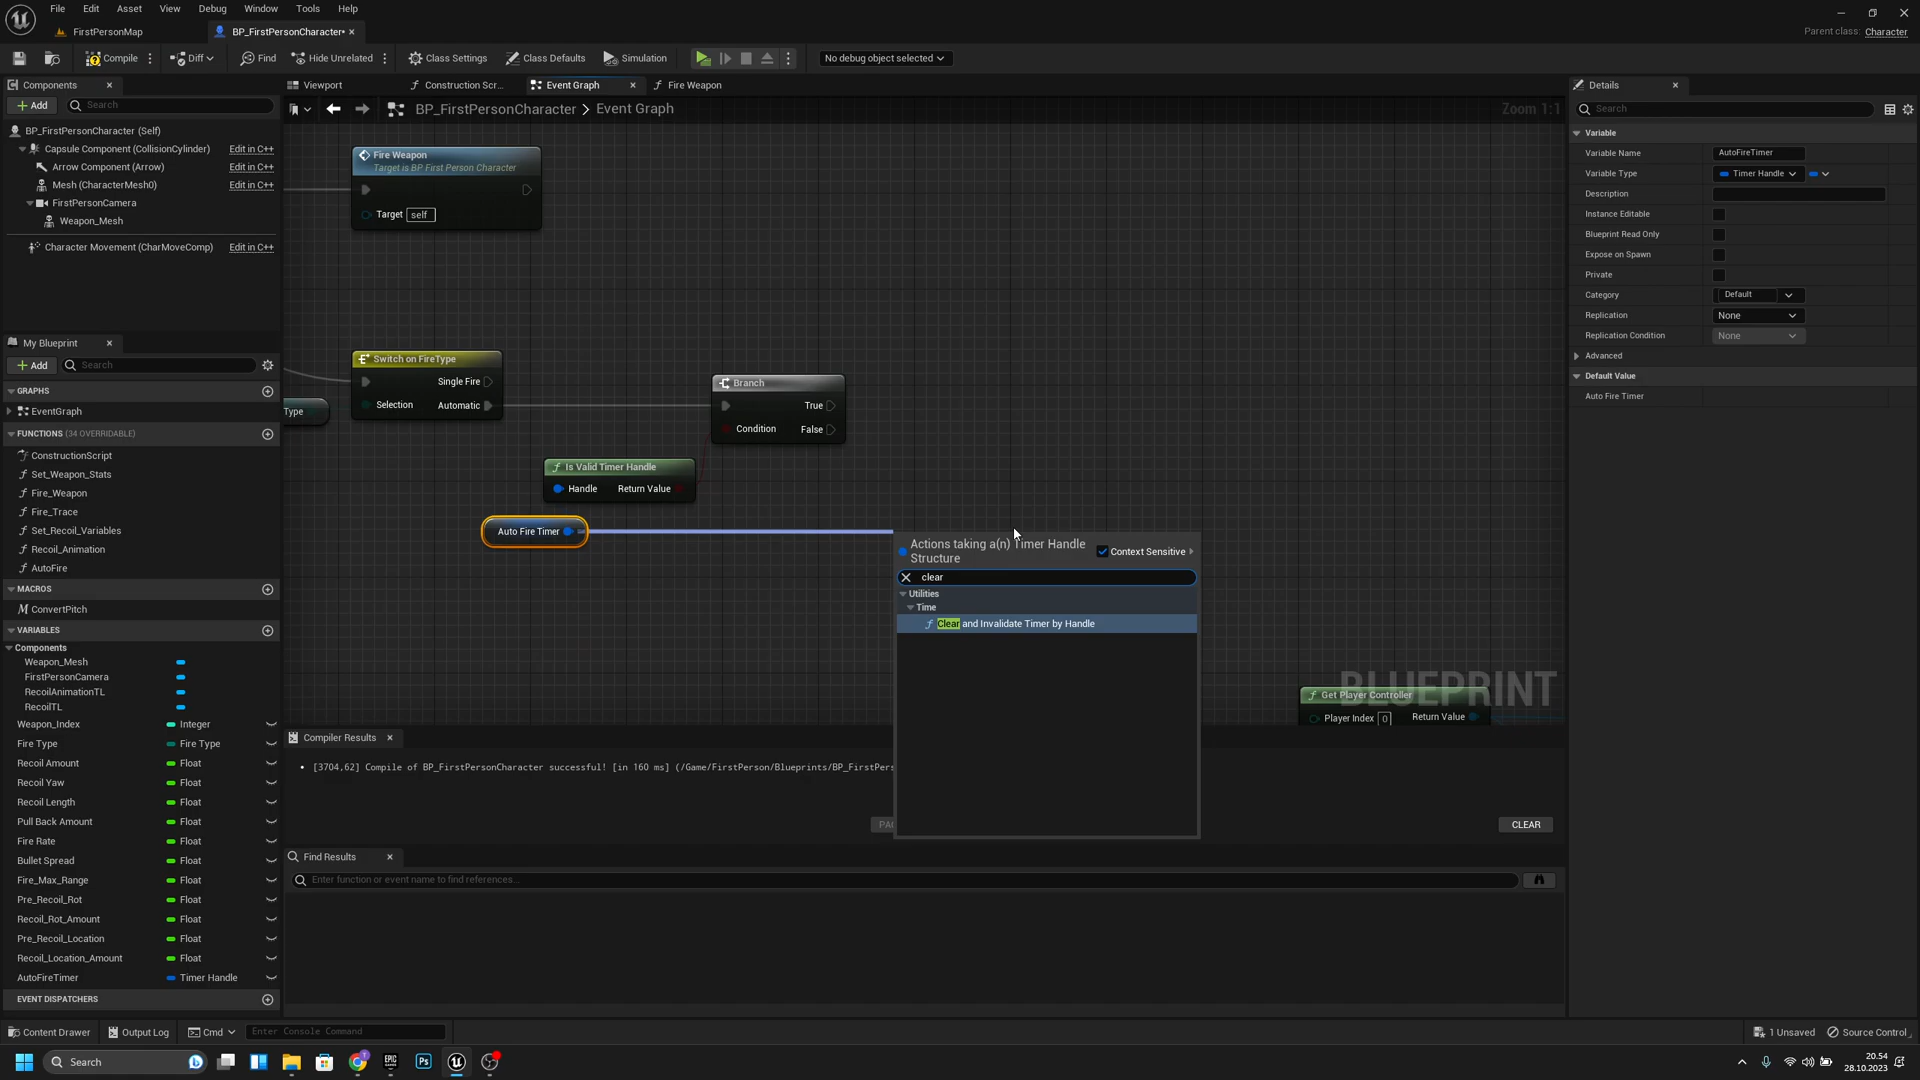 File Edit Asset View Debug Window Tools Help
FirstPersonMap
BP_FirstPersonCharacter•
Parent class: Character
Compile
Diff
Find
Hide Unrelated
Class Settings
Class Defaults
Simulation
No debug object selected
Components
Add
Search
BP_FirstPersonCharacter (Self)
Capsule Component (CollisionCylinder) Edit in C++
Arrow Component (Arrow) Edit in C++
Mesh (CharacterMesh0) Edit in C++
FirstPersonCamera
Weapon_Mesh
Character Movement (CharMoveComp) Edit in C++
My Blueprint
Add
Search
GRAPHS
EventGraph
FUNCTIONS (34 OVERRIDABLE)
ConstructionScript
Set_Weapon_Stats
Fire_Weapon
Fire_Trace
Set_Recoil_Variables
Recoil_Animation
AutoFire
MACROS
ConvertPitch
VARIABLES
Components
Weapon_Mesh
FirstPersonCamera
RecoilAnimationTL
RecoilTL
Weapon_Index Integer
Fire Type Fire Type
Recoil Amount Float
Recoil Yaw Float
Recoil Length Float
Pull Back Amount Float
Fire Rate Float
Bullet Spread Float
Fire_Max_Range Float
Pre_Recoil_Rot Float
Recoil_Rot_Amount Float
Pre_Recoil_Location Float
Recoil_Location_Amount Float
AutoFireTimer Timer Handle
EVENT DISPATCHERS
Viewport
Construction Scr...
Event Graph
Fire Weapon
BP_FirstPersonCharacter > Event Graph
Zoom 1:1
Fire Weapon
Target is BP First Person Character
Target self
Switch on FireType
Single Fire
Selection Automatic
Type
Branch
True
Condition False
Is Valid Timer Handle
Handle Return Value
Auto Fire Timer
Actions taking a(n) Timer Handle
Structure
Context Sensitive
clear
Utilities
Time
Clear and Invalidate Timer by Handle
BLUEPRINT
Get Player Controller
Player Index 0 Return Value
Compiler Results
[3704,62] Compile of BP_FirstPersonCharacter successful! [in 160 ms] (/Game/FirstPerson/Blueprints/BP_FirstPers
CLEAR
Find Results
Enter function or event name to find references...
Details
Search
Variable
Variable Name AutoFireTimer
Variable Type Timer Handle
Description
Instance Editable
Blueprint Read Only
Expose on Spawn
Private
Category Default
Replication None
Replication Condition None
Advanced
Default Value
Auto Fire Timer
Content Drawer
Output Log
Cmd
Enter Console Command
1 Unsaved
Source Control
Search
Ps
EPIC
20.54
28.10.2023